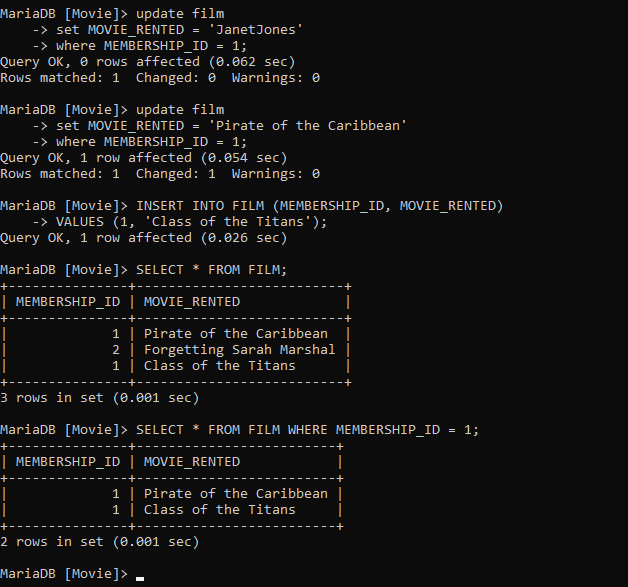 MariaDB [Movie]> update film
    -> set MOVIE_RENTED = 'JanetJones'
    -> where MEMBERSHIP_ID = 1;
Query OK, 0 rows affected (0.062 sec)
Rows matched: 1  Changed: 0  Warnings: 0

MariaDB [Movie]> update film
    -> set MOVIE_RENTED = 'Pirate of the Caribbean'
    -> where MEMBERSHIP_ID = 1;
Query OK, 1 row affected (0.054 sec)
Rows matched: 1  Changed: 1  Warnings: 0

MariaDB [Movie]> INSERT INTO FILM (MEMBERSHIP_ID, MOVIE_RENTED)
    -> VALUES (1, 'Class of the Titans');
Query OK, 1 row affected (0.026 sec)

MariaDB [Movie]> SELECT * FROM FILM;
+---------------+--------------------------+
| MEMBERSHIP_ID | MOVIE_RENTED             |
+---------------+--------------------------+
|             1 | Pirate of the Caribbean  |
|             2 | Forgetting Sarah Marshal |
|             1 | Class of the Titans      |
+---------------+--------------------------+
3 rows in set (0.001 sec)

MariaDB [Movie]> SELECT * FROM FILM WHERE MEMBERSHIP_ID = 1;
+---------------+-------------------------+
| MEMBERSHIP_ID | MOVIE_RENTED            |
+---------------+-------------------------+
|             1 | Pirate of the Caribbean |
|             1 | Class of the Titans     |
+---------------+-------------------------+
2 rows in set (0.001 sec)

MariaDB [Movie]>